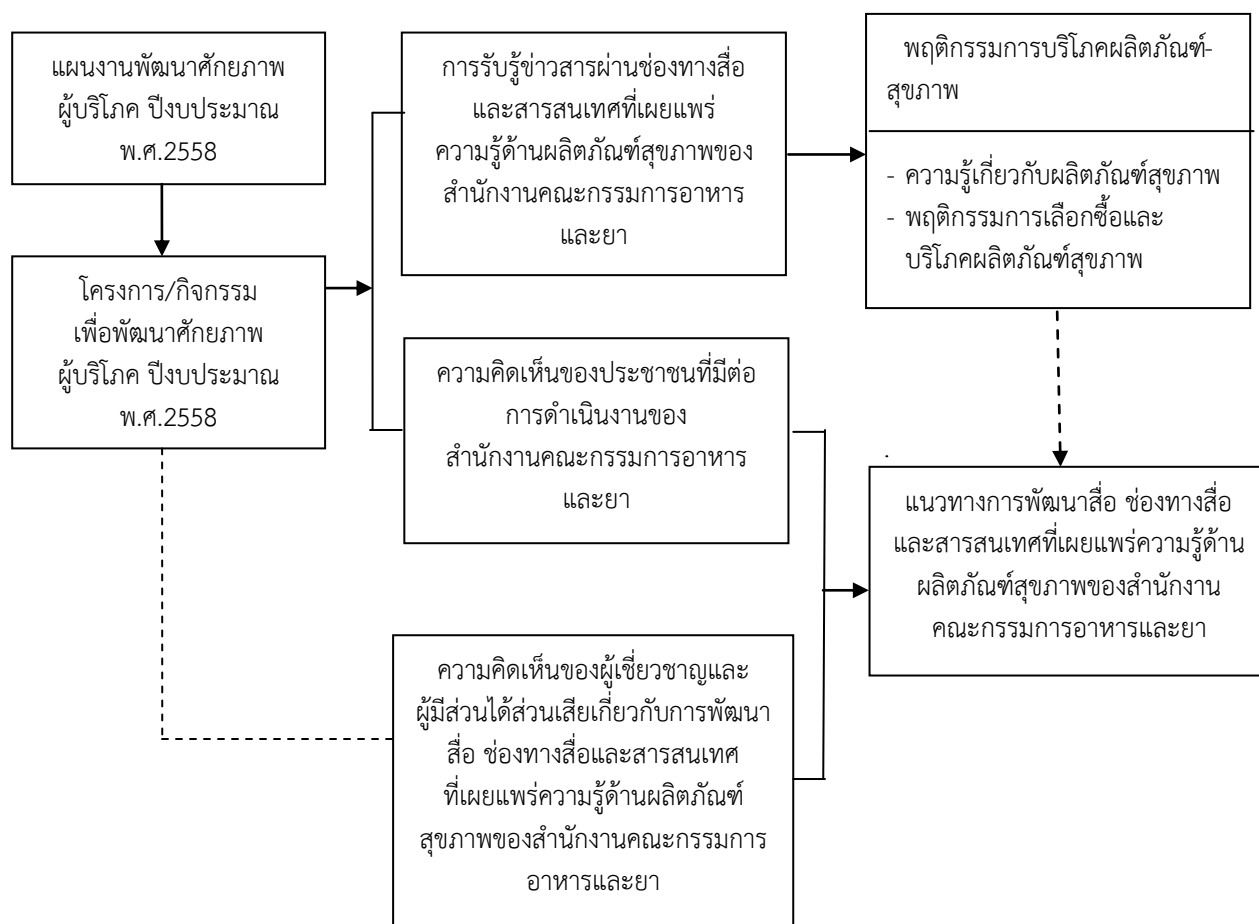 แผนงานพัฒนาศักยภาพ
ผู้บริโภค ปีงบประมาณ
พ.ศ.2558
โครงการ/กิจกรรม
เพื่อพัฒนาศักยภาพ
ผู้บริโภค ปีงบประมาณ
พ.ศ.2558
การรับรู้ข่าวสารผ่านช่องทางสื่อ
และสารสนเทศที่เผยแพร่
ความรู้ด้านผลิตภัณฑ์สุขภาพของ
สำนักงานคณะกรรมการอาหาร
และยา
ความคิดเห็นของประชาชนที่มีต่อ
การดำเนินงานของ
สำนักงานคณะกรรมการอาหาร
และยา
ความคิดเห็นของผู้เชี่ยวชาญและ
ผู้มีส่วนได้ส่วนเสียเกี่ยวกับการพัฒนา
สื่อ ช่องทางสื่อและสารสนเทศ
ที่เผยแพร่ความรู้ด้านผลิตภัณฑ์
สุขภาพของสำนักงานคณะกรรมการ
อาหารและยา
พฤติกรรมการบริโภคผลิตภัณฑ์-
สุขภาพ
- ความรู้เกี่ยวกับผลิตภัณฑ์สุขภาพ
- พฤติกรรมการเลือกซื้อและ
บริโภคผลิตภัณฑ์สุขภาพ
แนวทางการพัฒนาสื่อ ช่องทางสื่อ
และสารสนเทศที่เผยแพร่ความรู้ด้าน
ผลิตภัณฑ์สุขภาพของสำนักงาน
คณะกรรมการอาหารและยา